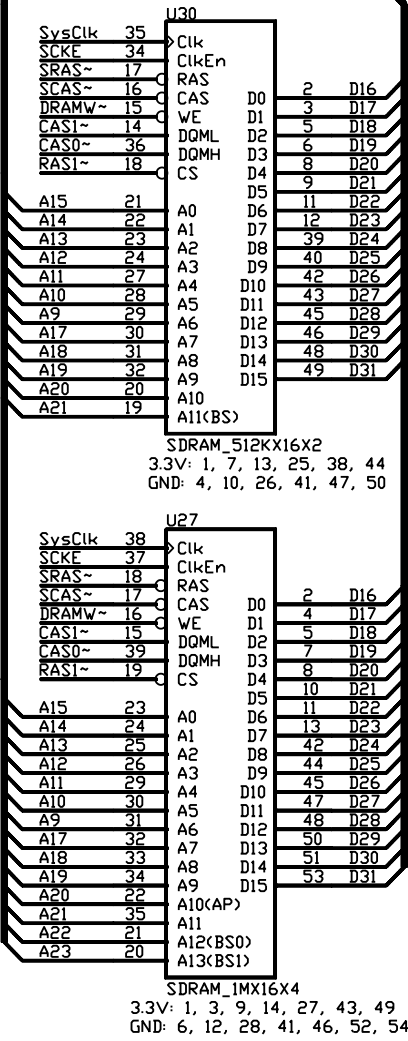 U30
SysClk 35 Clk
SCKE 34 ClkEn
SRAS~ 17 RAS
SCAS~ 16 CAS D0 2 D16
DRAMW~ 15 WE D1 3 D17
CAS1~ 14 DQML D2 5 D18
CAS0~ 36 DQMH D3 6 D19
RAS1~ 18 CS D4 8 D20
D5 9 D21
A15 21 A0 D6 11 D22
A14 22 A1 D7 12 D23
A13 23 A2 D8 39 D24
A12 24 A3 D9 40 D25
A11 27 A4 D10 42 D26
A10 28 A5 D11 43 D27
A9 29 A6 D12 45 D28
A17 30 A7 D13 46 D29
A18 31 A8 D14 48 D30
A19 32 A9 D15 49 D31
A20 20 A10
A21 19 A11(BS)
SDRAM_512KX16X2
3.3V: 1, 7, 13, 25, 38, 44
GND: 4, 10, 26, 41, 47, 50
U27
SysClk 38 Clk
SCKE 37 ClkEn
SRAS~ 18 RAS
SCAS~ 17 CAS D0 2 D16
DRAMW~ 16 WE D1 4 D17
CAS1~ 15 DQML D2 5 D18
CAS0~ 39 DQMH D3 7 D19
RAS1~ 19 CS D4 8 D20
D5 10 D21
A15 23 A0 D6 11 D22
A14 24 A1 D7 13 D23
A13 25 A2 D8 42 D24
A12 26 A3 D9 44 D25
A11 29 A4 D10 45 D26
A10 30 A5 D11 47 D27
A9 31 A6 D12 48 D28
A17 32 A7 D13 50 D29
A18 33 A8 D14 51 D30
A19 34 A9 D15 53 D31
A20 22 A10(AP)
A21 35 A11
A22 21 A12(BS0)
A23 20 A13(BS1)
SDRAM_1MX16X4
3.3V: 1, 3, 9, 14, 27, 43, 49
GND: 6, 12, 28, 41, 46, 52, 54